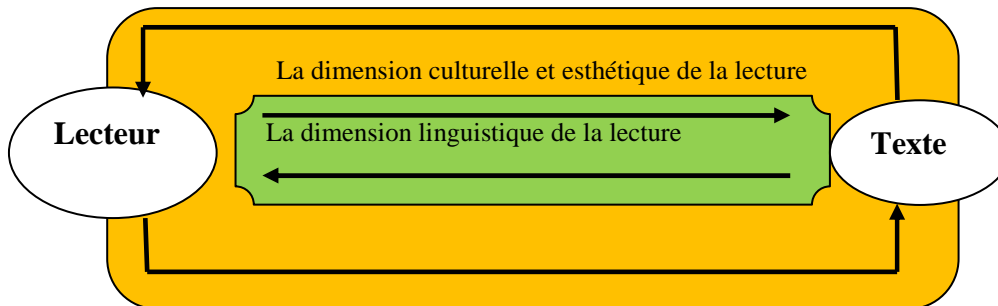 La dimension culturelle et esthétique de la lecture
Lecteur
La dimension linguistique de la lecture
Texte